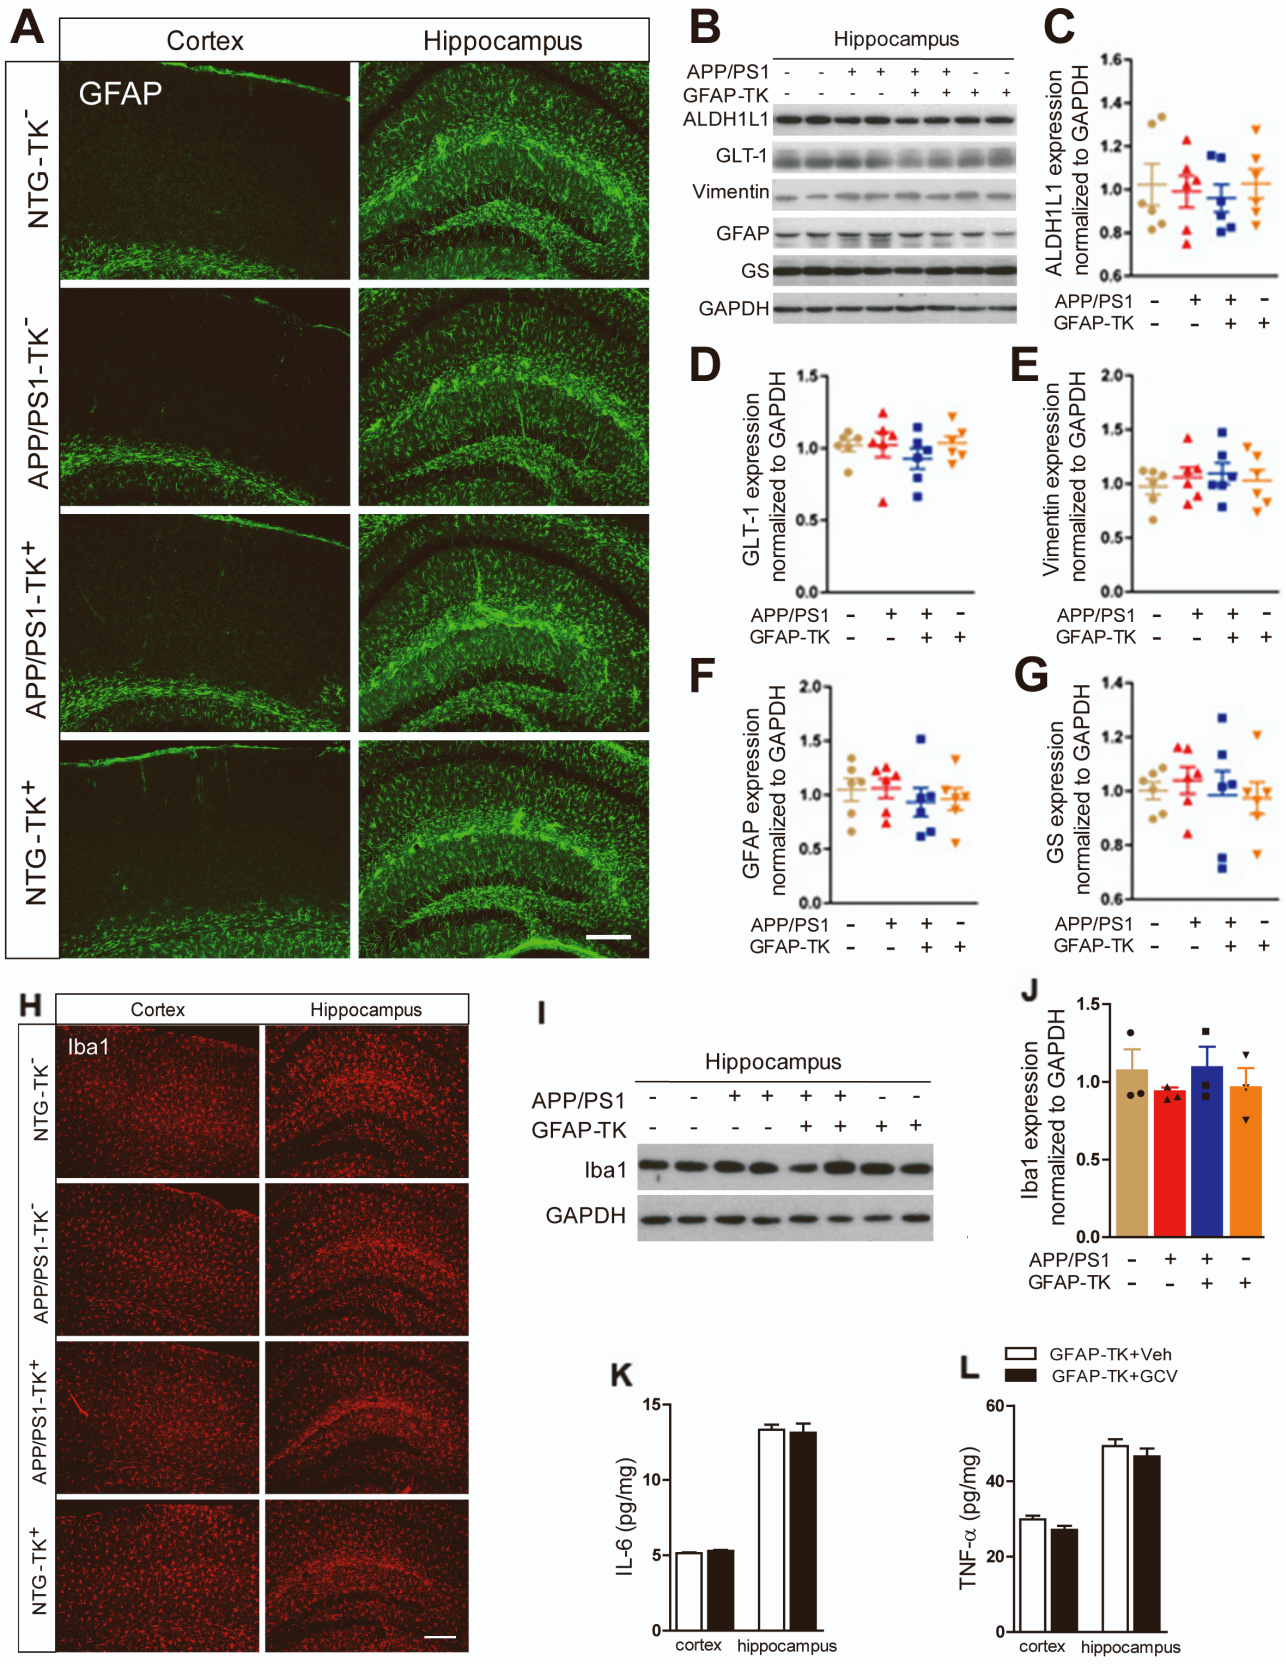 A
Cortex
Hippocampus
GFAP
NTG-TK⁻
APP/PS1-TK⁻
APP/PS1-TK⁺
NTG-TK⁺
B
Hippocampus
APP/PS1 - - + + + + - -
GFAP-TK - - - - + + + +
ALDH1L1
GLT-1
Vimentin
GFAP
GS
GAPDH
C
ALDH1L1 expression
normalized to GAPDH
1.6
1.4
1.2
1.0
0.8
0.6
APP/PS1 - + + -
GFAP-TK - - + +
D
GLT-1 expression
normalized to GAPDH
1.5
1.0
0.5
0.0
APP/PS1 - + + -
GFAP-TK - - + +
E
Vimentin expression
normalized to GAPDH
2.0
1.5
1.0
0.5
0.0
APP/PS1 - + + -
GFAP-TK - - + +
F
GFAP expression
normalized to GAPDH
2.0
1.5
1.0
0.5
0.0
APP/PS1 - + + -
GFAP-TK - - + +
G
GS expression
normalized to GAPDH
1.4
1.2
1.0
0.8
0.6
APP/PS1 - + + -
GFAP-TK - - + +
H
Cortex
Hippocampus
Iba1
NTG-TK⁻
APP/PS1-TK⁻
APP/PS1-TK⁺
NTG-TK⁺
I
Hippocampus
APP/PS1 - - + + + + - -
GFAP-TK - - - - + + + +
Iba1
GAPDH
J
Iba1 expression
normalized to GAPDH
1.5
1.0
0.5
0.0
APP/PS1 - + + -
GFAP-TK - - + +
K
IL-6 (pg/mg)
15
10
5
0
cortex hippocampus
L
GFAP-TK+Veh
GFAP-TK+GCV
TNF-α (pg/mg)
60
40
20
0
cortex hippocampus